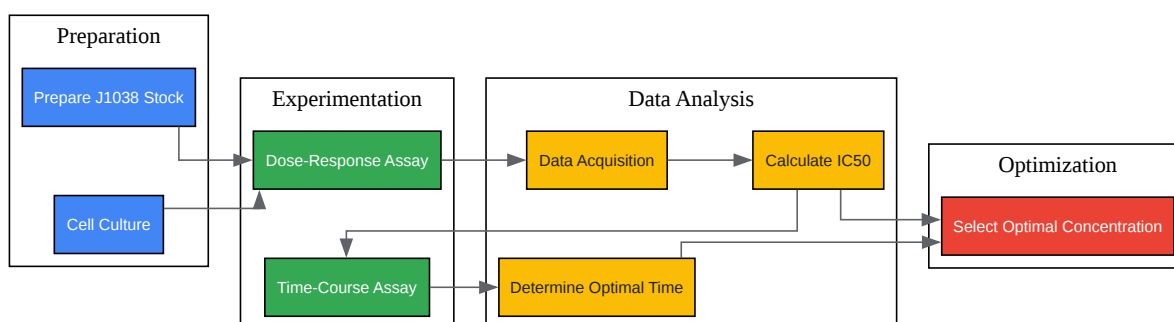 Preparation
Prepare J1038 Stock
Cell Culture
Experimentation
Dose-Response Assay
Time-Course Assay
Data Analysis
Data Acquisition
Calculate IC50
Determine Optimal Time
Optimization
Select Optimal Concentration